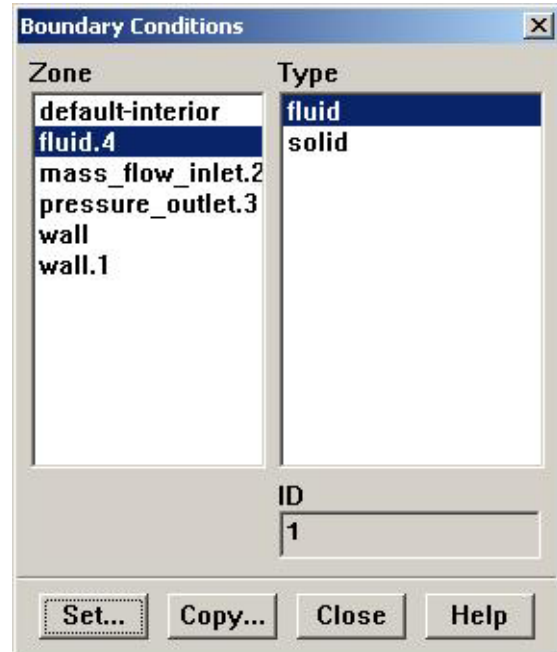 Boundary Conditions
Zone
default-interior
fluid.4
mass_flow_inlet.2
pressure_outlet.3
wall
wall.1
Type
fluid
solid
ID
1
Set... Copy... Close Help